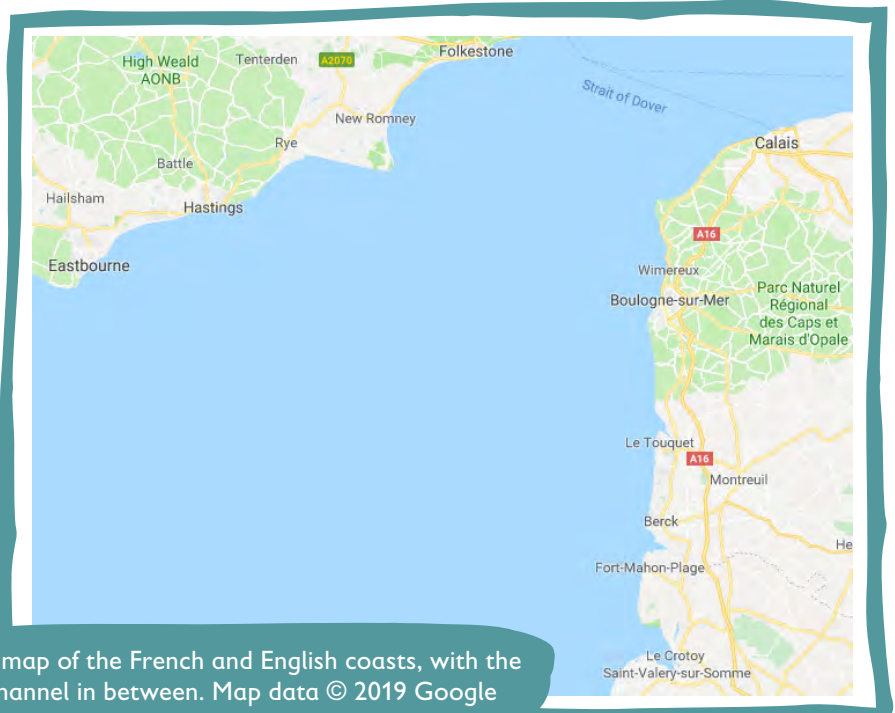 High Weald
AONB
Tenterden
A2070
Folkestone
Strait of Dover
New Romney
Rye
Calais
Battle
Hailsham
Hastings
A16
Eastbourne
Wimereux
Boulogne-sur-Mer
Parc Naturel
Régional
des Caps et
Marais d'Opale
Le Touquet
A16
Montreuil
Berck
He
Fort-Mahon-Plage
Le Crotoy
Saint-Valery-sur-Somme
map of the French and English coasts, with the
hannel in between. Map data © 2019 Google